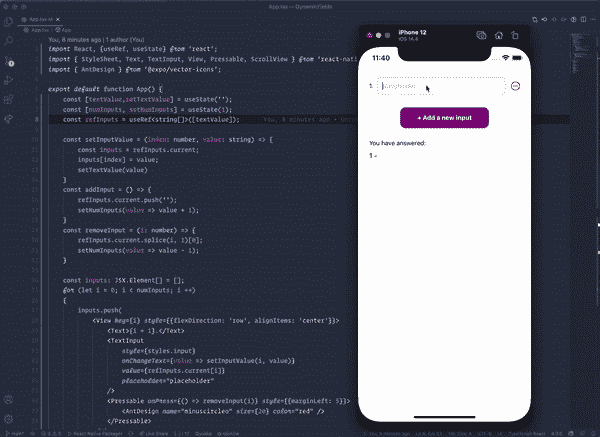 App.tsx — DynamicFields
App.tsx M
App.tsx > App
You, 8 minutes ago | 1 author (You)
import React, {useRef, useState} from 'react';
import { StyleSheet, Text, TextInput, View, Pressable, ScrollView } from 'react-nati
import { AntDesign } from '@expo/vector-icons';
export default function App() {
const [textValue, setTextValue] = useState('');
const [numInputs, setNumInputs] = useState(1);
const refInputs = useRef<string[]>([textValue]);
You, 8 minutes ago
const setInputValue = (index: number, value: string) => {
const inputs = refInputs.current;
inputs[index] = value;
setTextValue(value)
}
const addInput = () => {
refInputs.current.push('');
setNumInputs(value => value + 1);
}
const removeInput = (i: number) => {
refInputs.current.splice(i, 1)[0];
setNumInputs(value => value - 1);
}
const inputs: JSX.Element[] = [];
for (let i = 0; i < numInputs; i ++)
{
inputs.push(
<View key={i} style={{flexDirection: 'row', alignItems: 'center'}}>
<Text>{i + 1}.</Text>
<TextInput
style={styles.input}
onChangeText={value => setInputValue(i, value)}
value={refInputs.current[i]}
placeholder="placeholder"
/>
<Pressable onPress={() => removeInput(i)} style={{marginLeft: 5}}>
<AntDesign name="minuscircleo" size={20} color="red" />
</Pressable>
iPhone 12
iOS 14.4
11:40
1.
placeholder
+ Add a new input
You have answered:
1 -